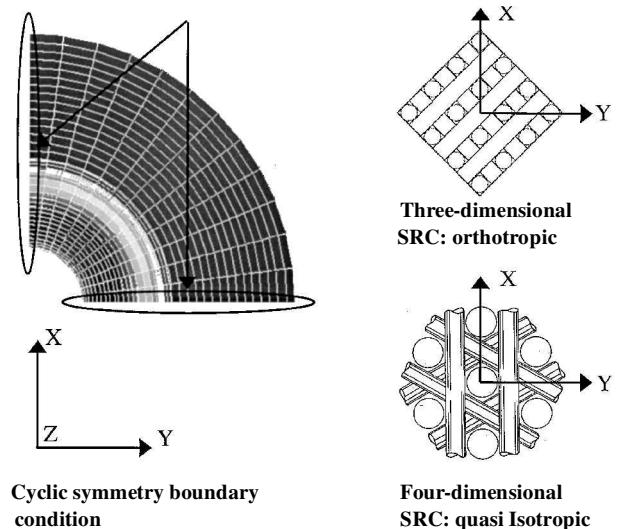 X
Y
Three-dimensional
SRC: orthotropic
X
Y
X
Z
Y
Cyclic symmetry boundary
condition
Four-dimensional
SRC: quasi Isotropic